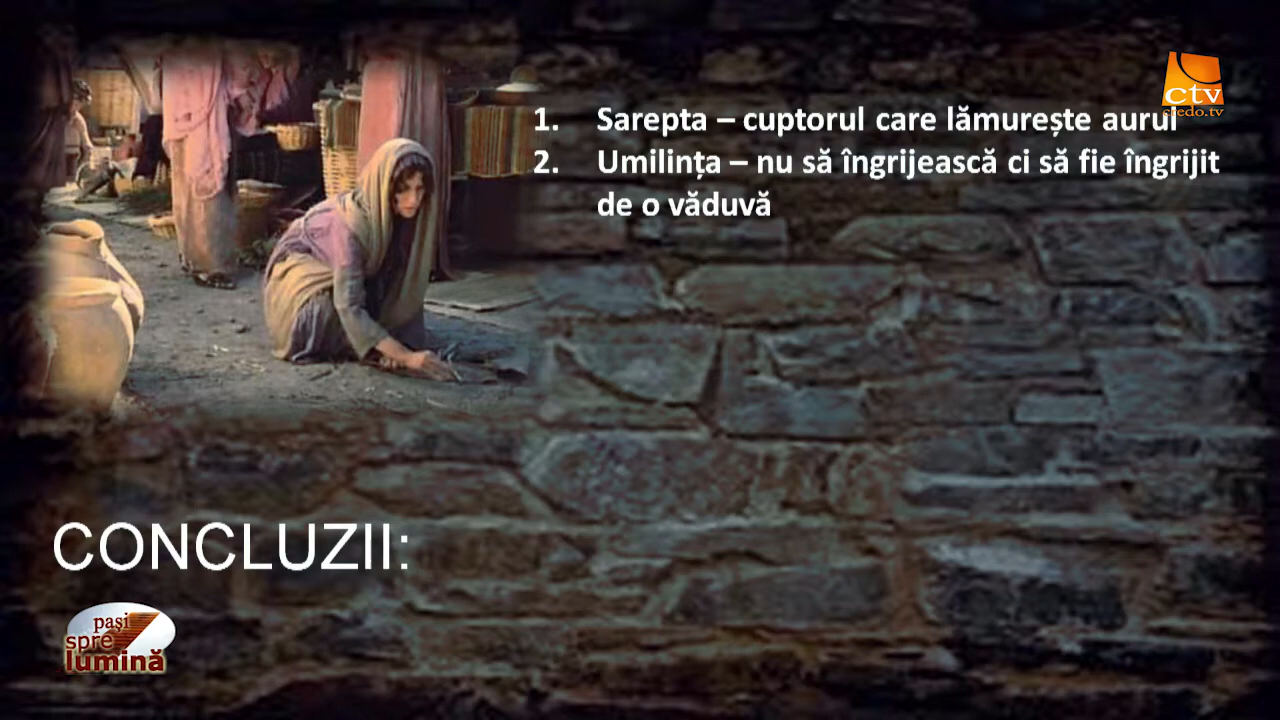 ctv
credo.tv
1. Sarepta – cuptorul care lămurește aurul
2. Umilința – nu să îngrijească ci să fie îngrijit
de o văduvă
CONCLUZII:
pași
spre
lumină